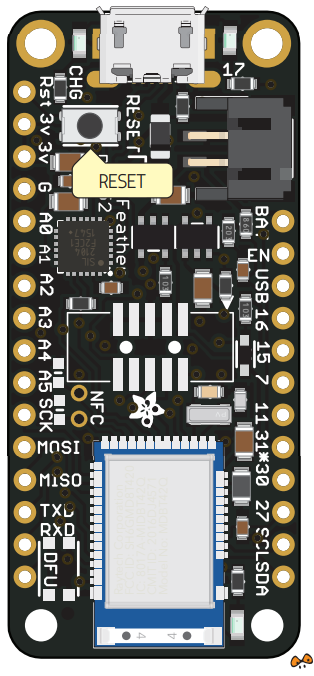 17
CHG
RESET
RESET
Rst
3v
3v
G
A0
A1
A2
A3
A4
A5
SCK
MOSI
MISO
TXD
RXD
DFU
Feather
NFC
BAT
EN
USB
16
15
7
11
31*
30
27
SCL
SDA